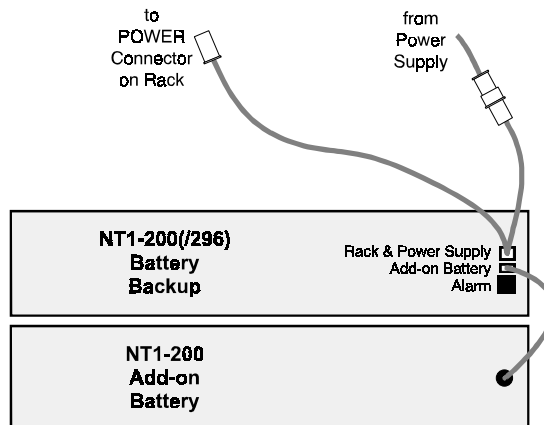 to
POWER
Connector
on Rack
from
Power
Supply
NT1-200(/296)
Battery
Backup
Rack & Power Supply
Add-on Battery
Alarm
NT1-200
Add-on
Battery